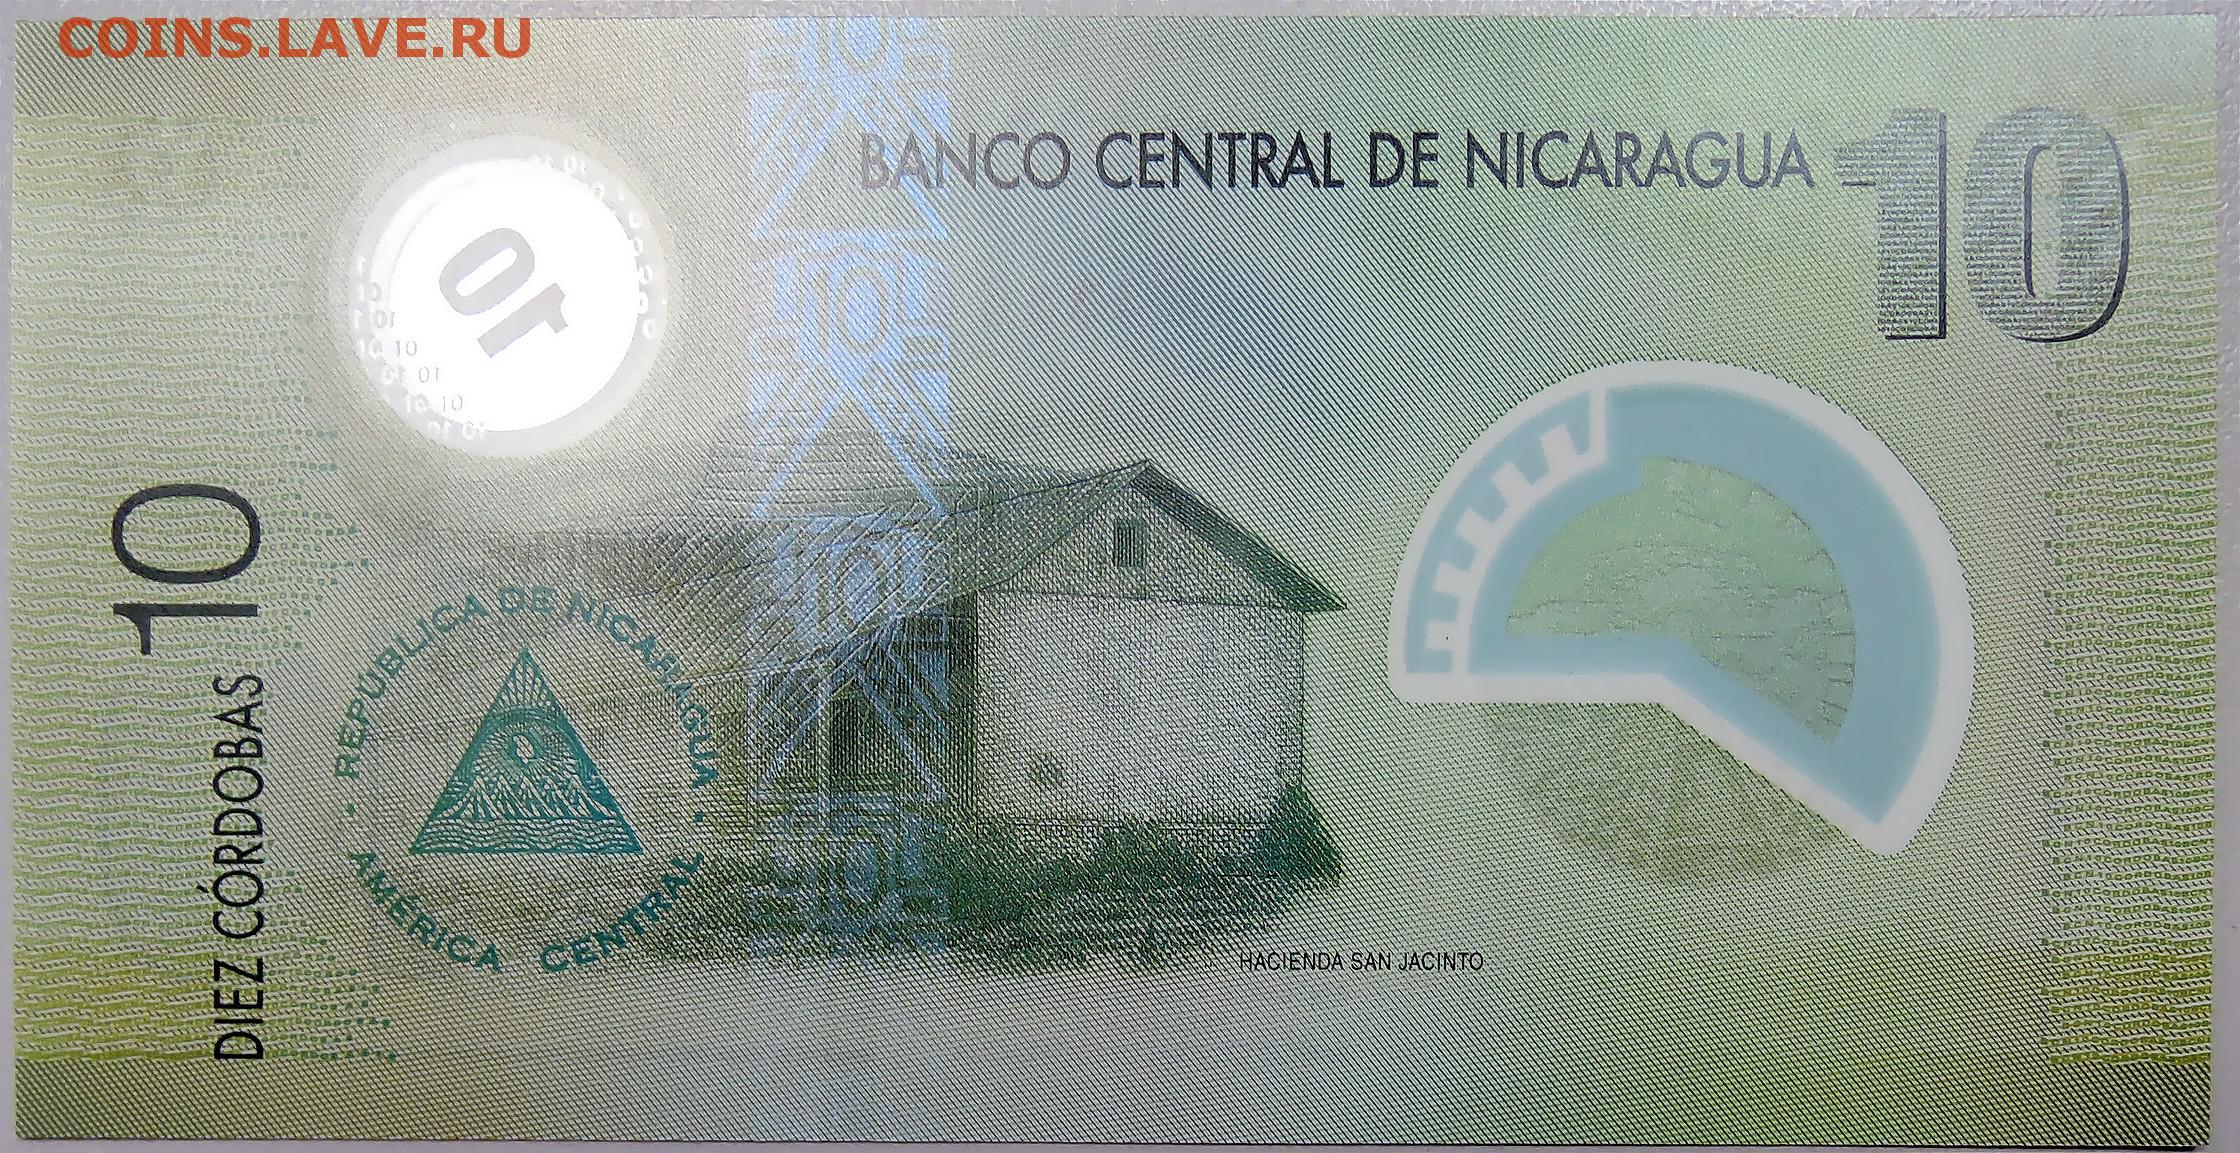 COINS.LAVE.RU
BANCO CENTRAL DE NICARAGUA
10
10
DIEZ CÓRDOBAS 10
REPUBLICA DE NICARAGUA
AMÉRICA CENTRAL
HACIENDA SAN JACINTO